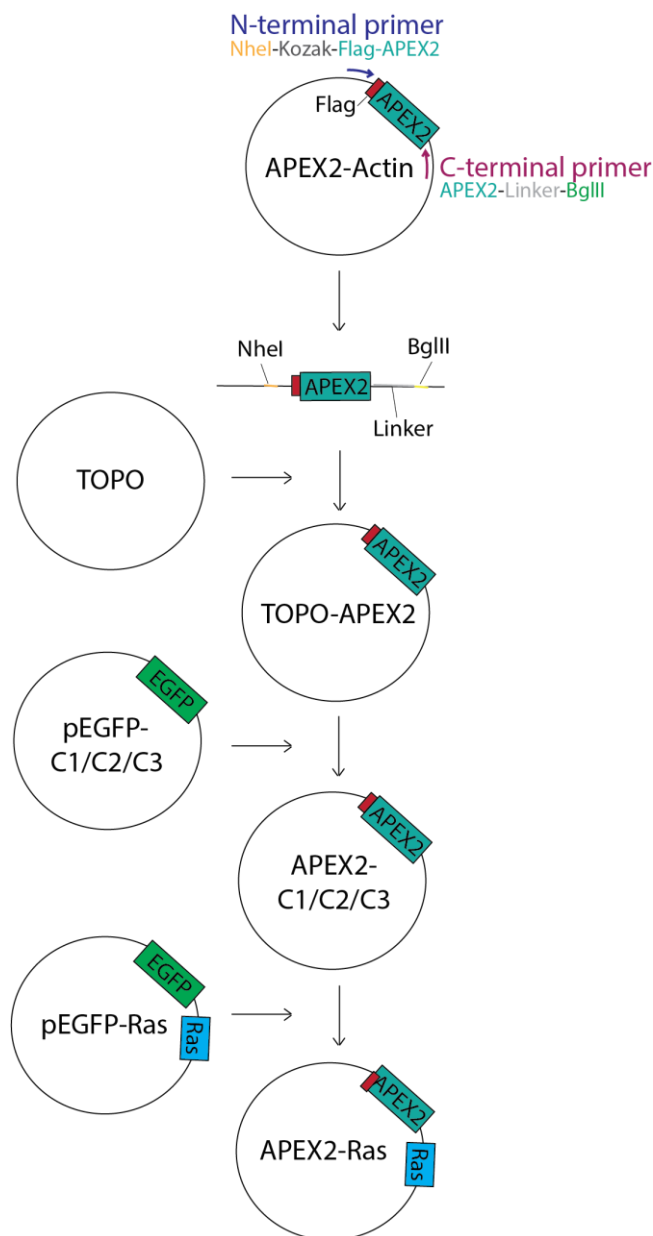 N-terminal primer
NheI-Kozak-Flag-APEX2
Flag
APEX2
APEX2-Actin
C-terminal primer
APEX2-Linker-BglII
NheI
BglII
APEX2
Linker
TOPO
APEX2
TOPO-APEX2
EGFP
pEGFP-
C1/C2/C3
APEX2
APEX2-
C1/C2/C3
EGFP
pEGFP-Ras
Ras
APEX2
APEX2-Ras
Ras